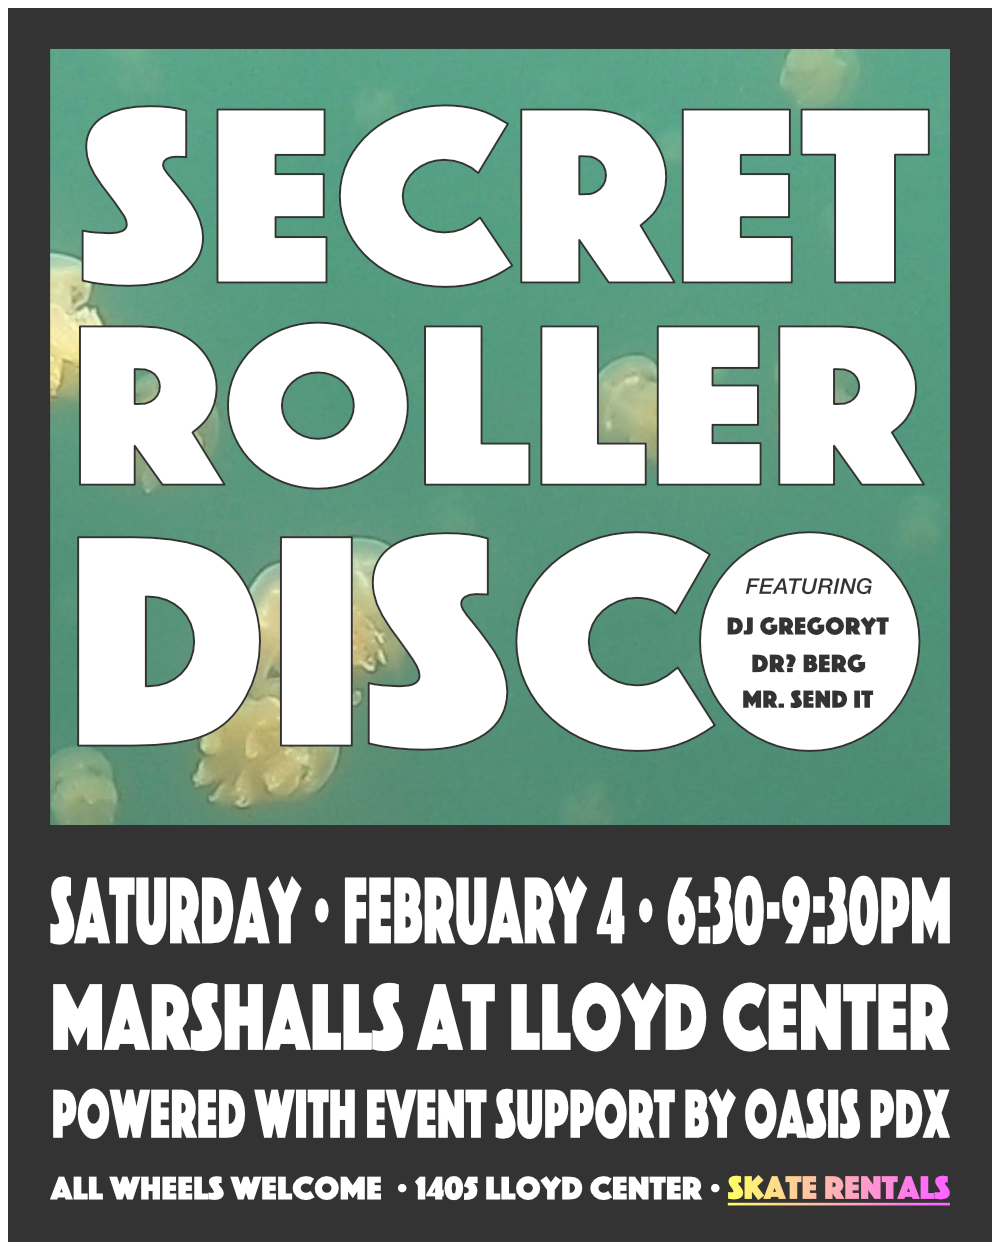 SECRET
ROLLER
DISCO
FEATURING
DJ GREGORYT
DR? BERG
MR. SEND IT
SATURDAY • FEBRUARY 4 • 6:30-9:30PM
MARSHALLS AT LLOYD CENTER
POWERED WITH EVENT SUPPORT BY OASIS PDX
ALL WHEELS WELCOME • 1405 LLOYD CENTER • SKATE RENTALS